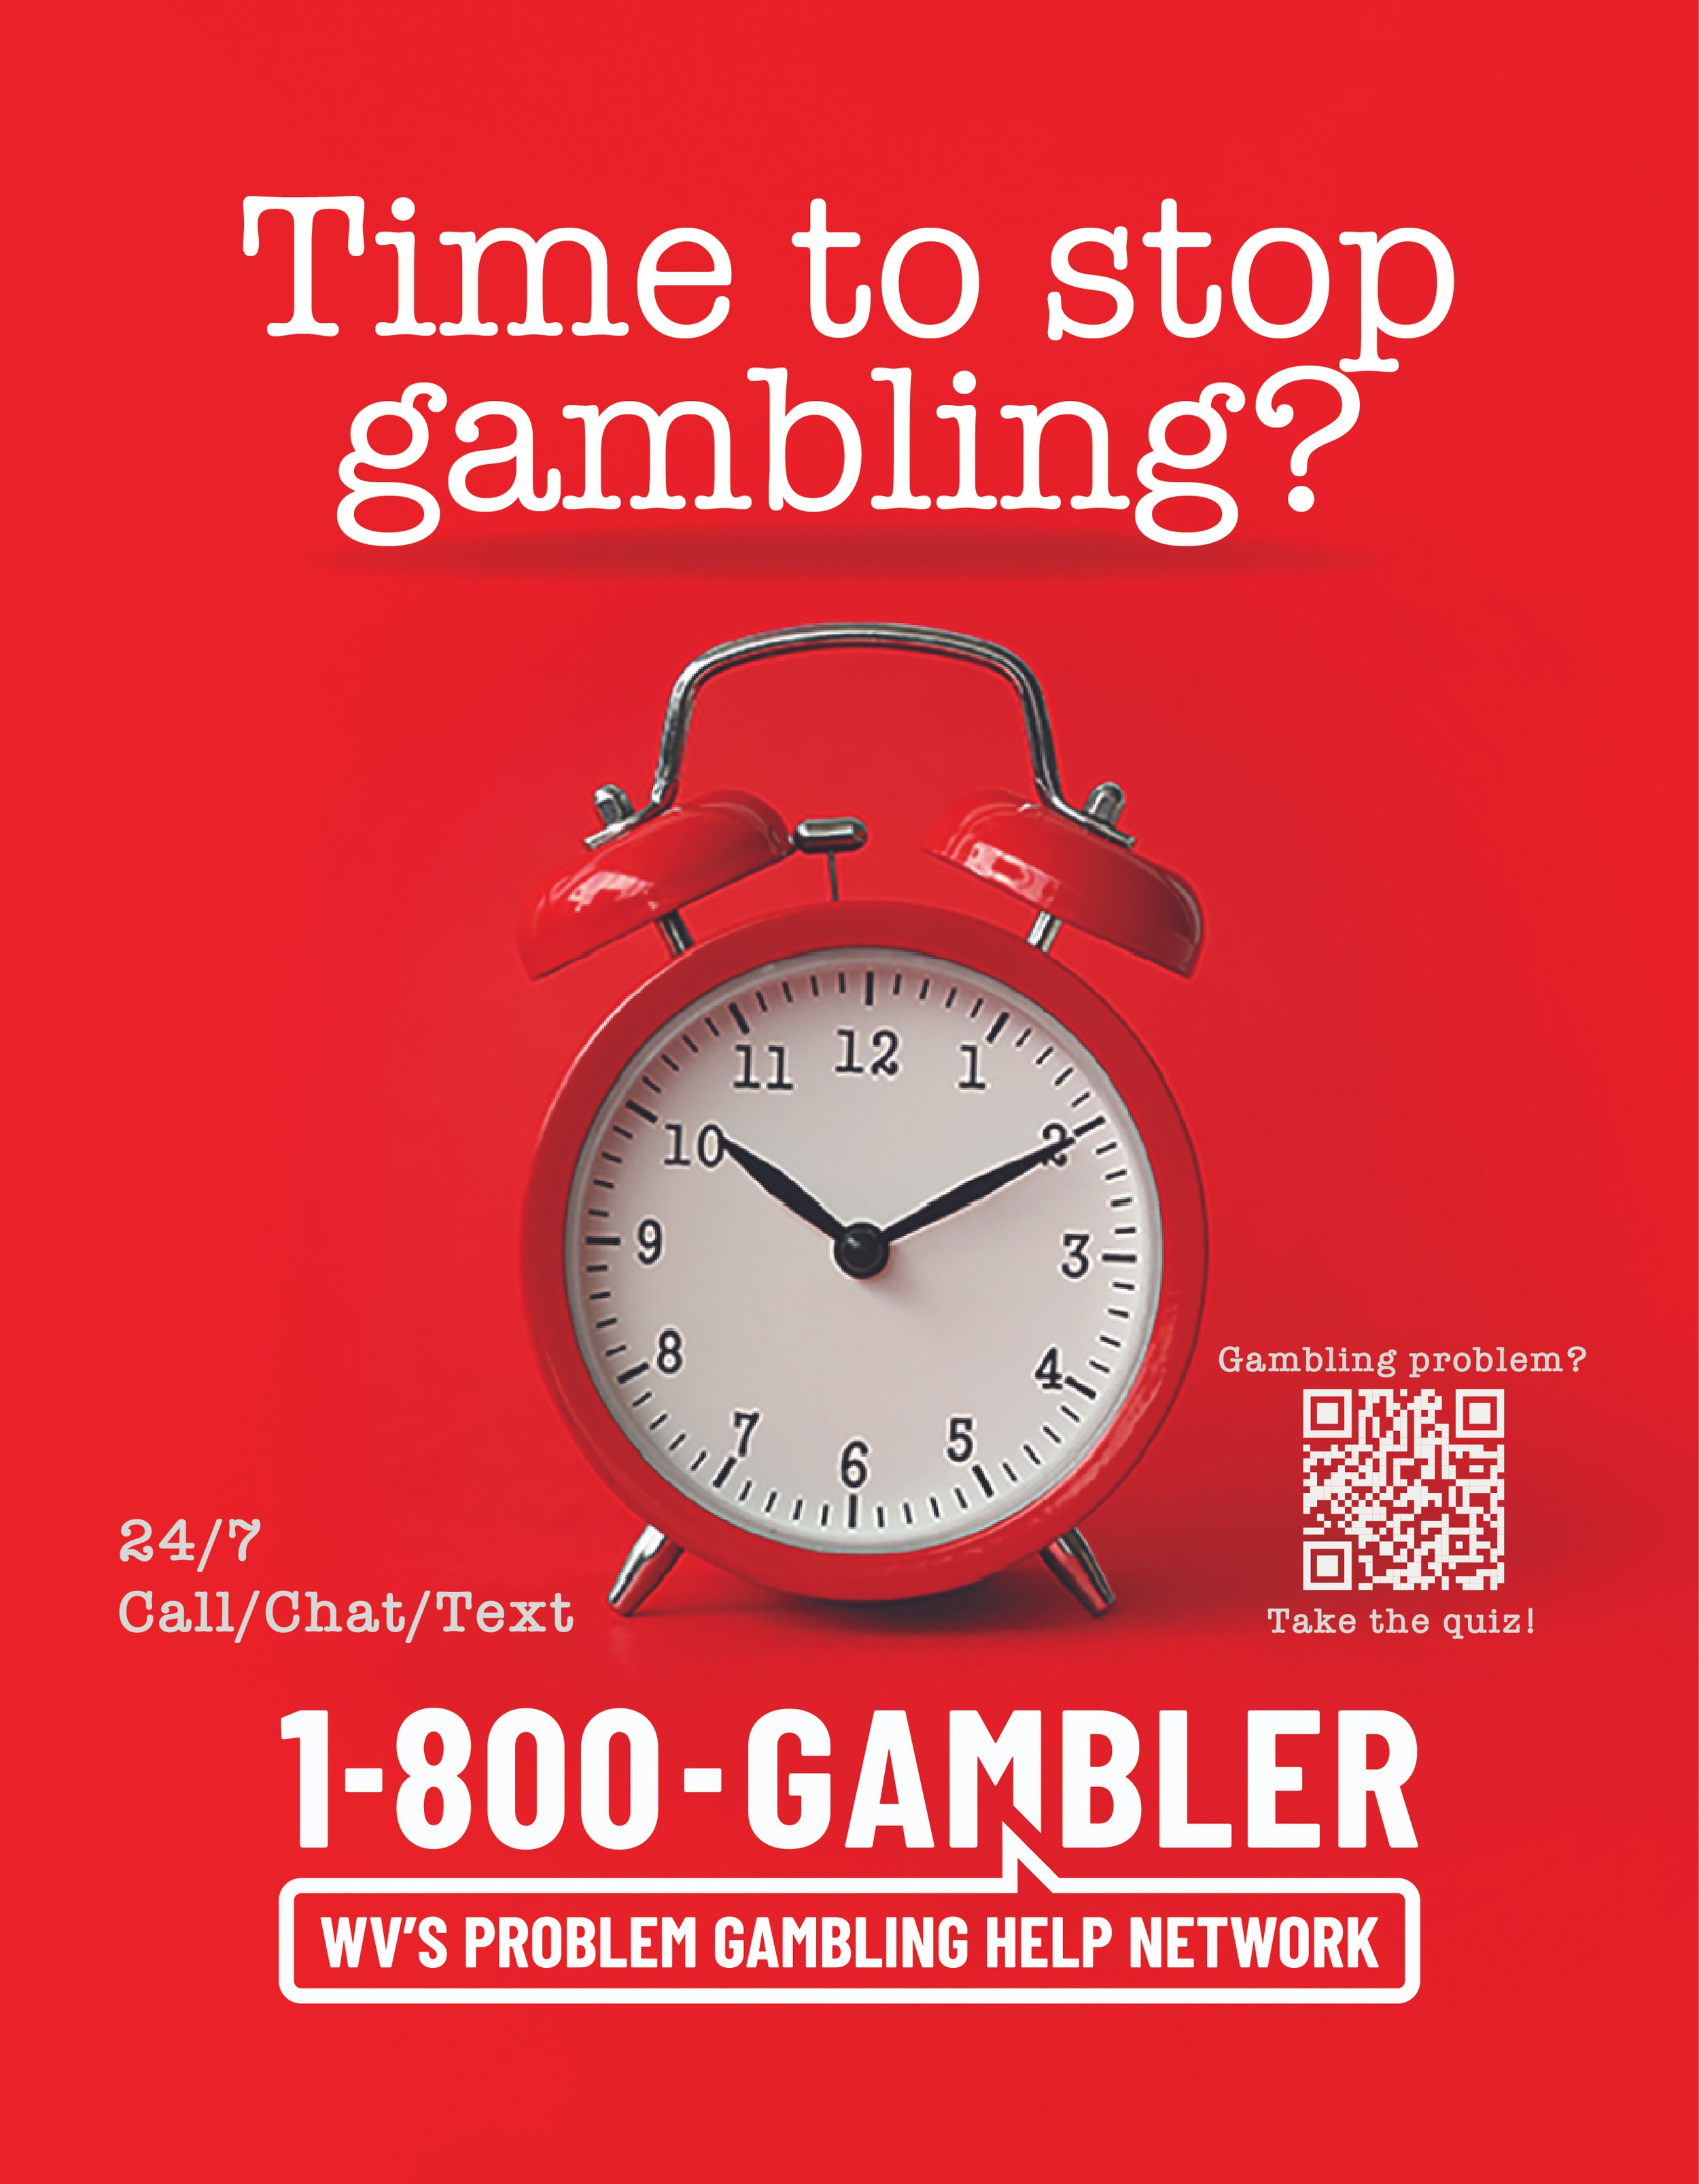 Time to stop
gambling?
11 12 1
10 2
9 3
8 4
7 6 5
Gambling problem?
24/7
Call/Chat/Text
Take the quiz!
1-800-GAMBLER
WV'S PROBLEM GAMBLING HELP NETWORK